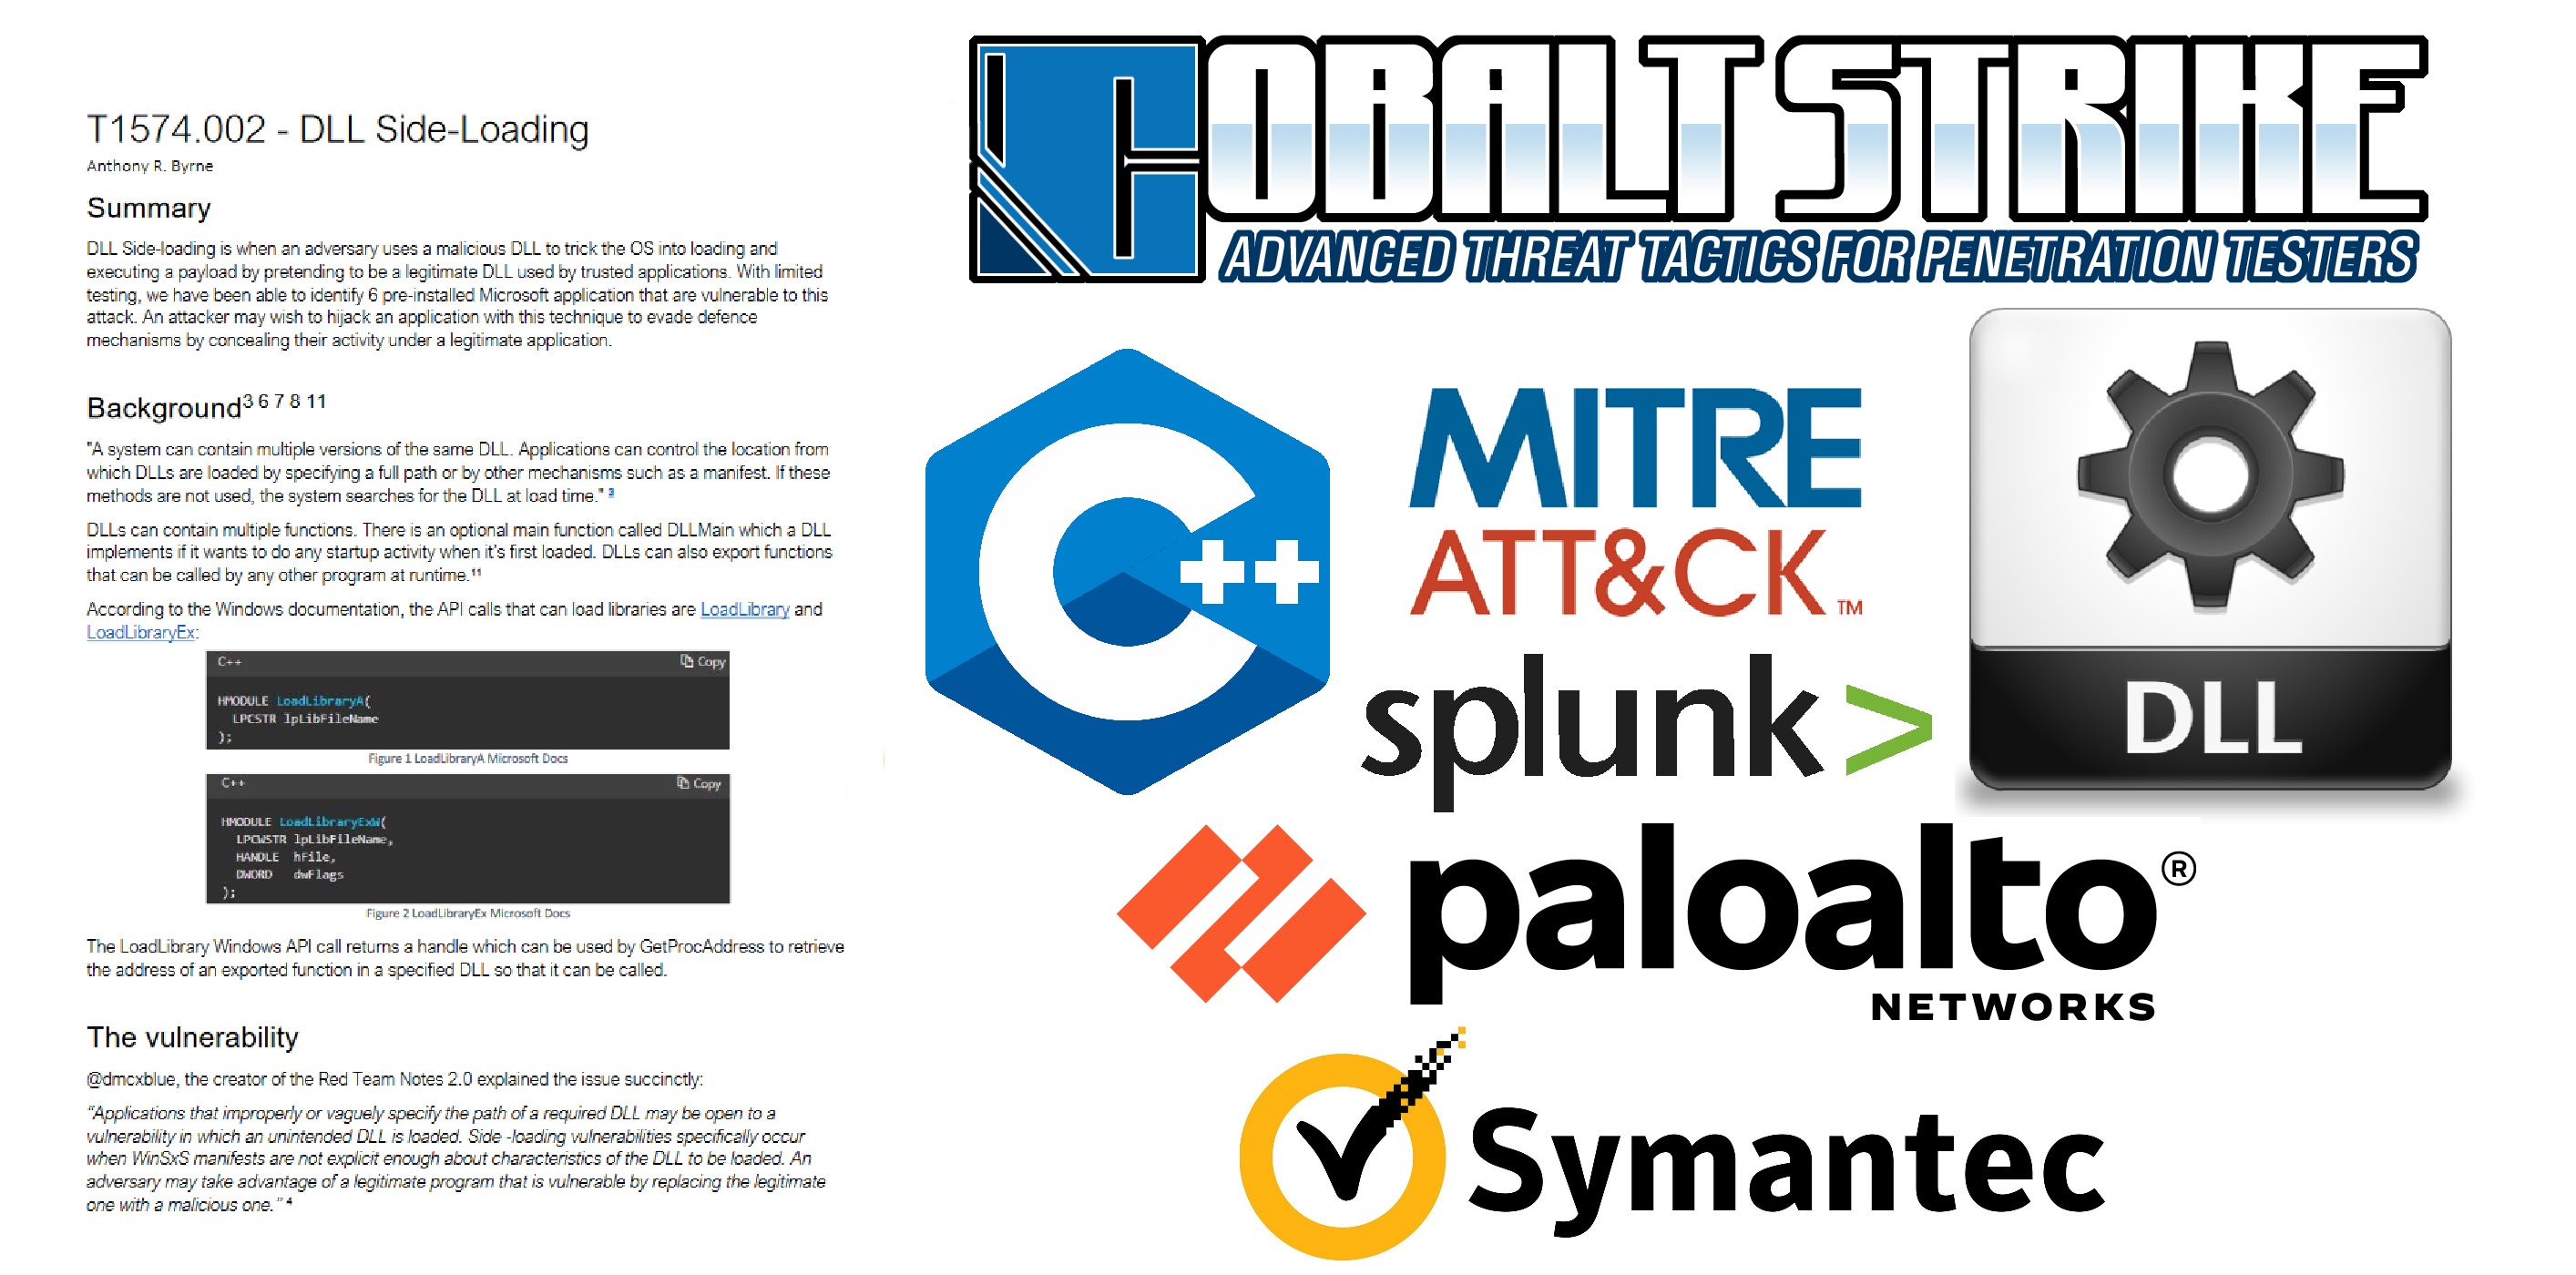 T1574.002 - DLL Side-Loading
Anthony R. Byrne
Summary
DLL Side-loading is when an adversary uses a malicious DLL to trick the OS into loading and
executing a payload by pretending to be a legitimate DLL used by trusted applications. With limited
testing, we have been able to identify 6 pre-installed Microsoft application that are vulnerable to this
attack. An attacker may wish to hijack an application with this technique to evade defence
mechanisms by concealing their activity under a legitimate application.
Background3 6 7 8 11
"A system can contain multiple versions of the same DLL. Applications can control the location from
which DLLs are loaded by specifying a full path or by other mechanisms such as a manifest. If these
methods are not used, the system searches for the DLL at load time." 3
DLLs can contain multiple functions. There is an optional main function called DLLMain which a DLL
implements if it wants to do any startup activity when it's first loaded. DLLs can also export functions
that can be called by any other program at runtime.11
According to the Windows documentation, the API calls that can load libraries are LoadLibrary and
LoadLibraryEx:
C++ Copy
HMODULE LoadLibraryA(
LPCSTR lpLibFileName
);
Figure 1 LoadLibraryA Microsoft Docs
C++ Copy
HMODULE LoadLibraryExW(
LPCWSTR lpLibFileName,
HANDLE hFile,
DWORD dwFlags
);
Figure 2 LoadLibraryEx Microsoft Docs
The LoadLibrary Windows API call returns a handle which can be used by GetProcAddress to retrieve
the address of an exported function in a specified DLL so that it can be called.
The vulnerability
@dmcxblue, the creator of the Red Team Notes 2.0 explained the issue succinctly:
"Applications that improperly or vaguely specify the path of a required DLL may be open to a
vulnerability in which an unintended DLL is loaded. Side -loading vulnerabilities specifically occur
when WinSxS manifests are not explicit enough about characteristics of the DLL to be loaded. An
adversary may take advantage of a legitimate program that is vulnerable by replacing the legitimate
one with a malicious one." 4
COBALT STRIKE
ADVANCED THREAT TACTICS FOR PENETRATION TESTERS
C++
MITRE
ATT&CK™
splunk>
DLL
paloalto®
NETWORKS
Symantec